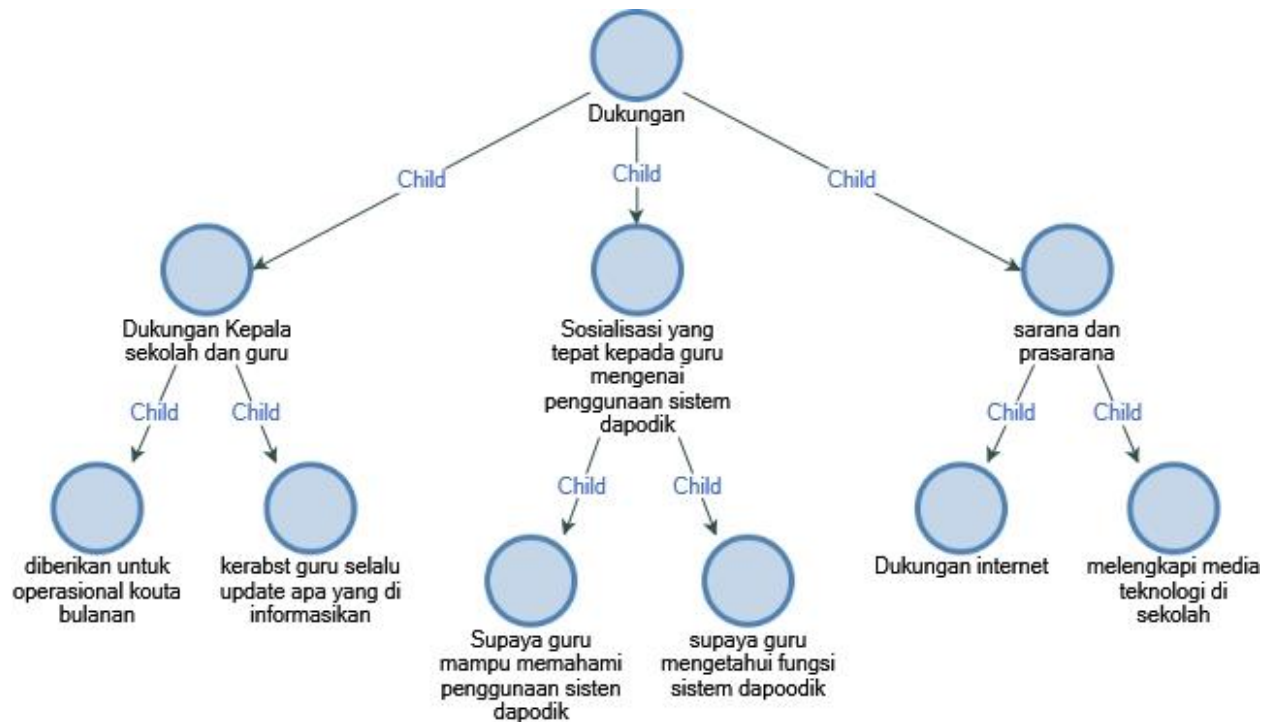 Dukungan
Child
Child
Child
Dukungan Kepala
sekolah dan guru
Sosialisasi yang
tepat kepada guru
mengenai
penggunaan sistem
dapodik
sarana dan
prasarana
Child
Child
Child
Child
Child
Child
diberikan untuk
operasional kouta
bulanan
kerabst guru selalu
update apa yang di
informasikan
Supaya guru
mampu memahami
penggunaan sisten
dapodik
supaya guru
mengetahui fungsi
sistem dapoodik
Dukungan internet
melengkapi media
teknologi di
sekolah